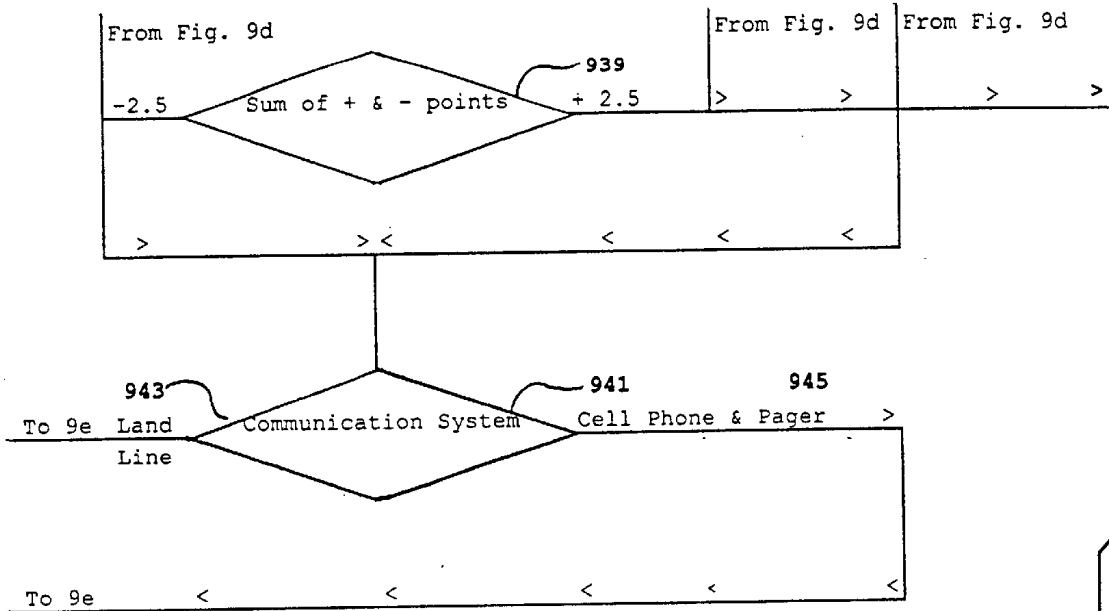 From Fig. 9d
From Fig. 9d
From Fig. 9d
939
-2.5
Sum of + & - points
+ 2.5
> > > >
> > < < < <
943
941
945
To 9e Land
Line
Communication System
Cell Phone & Pager >
To 9e < < < < <